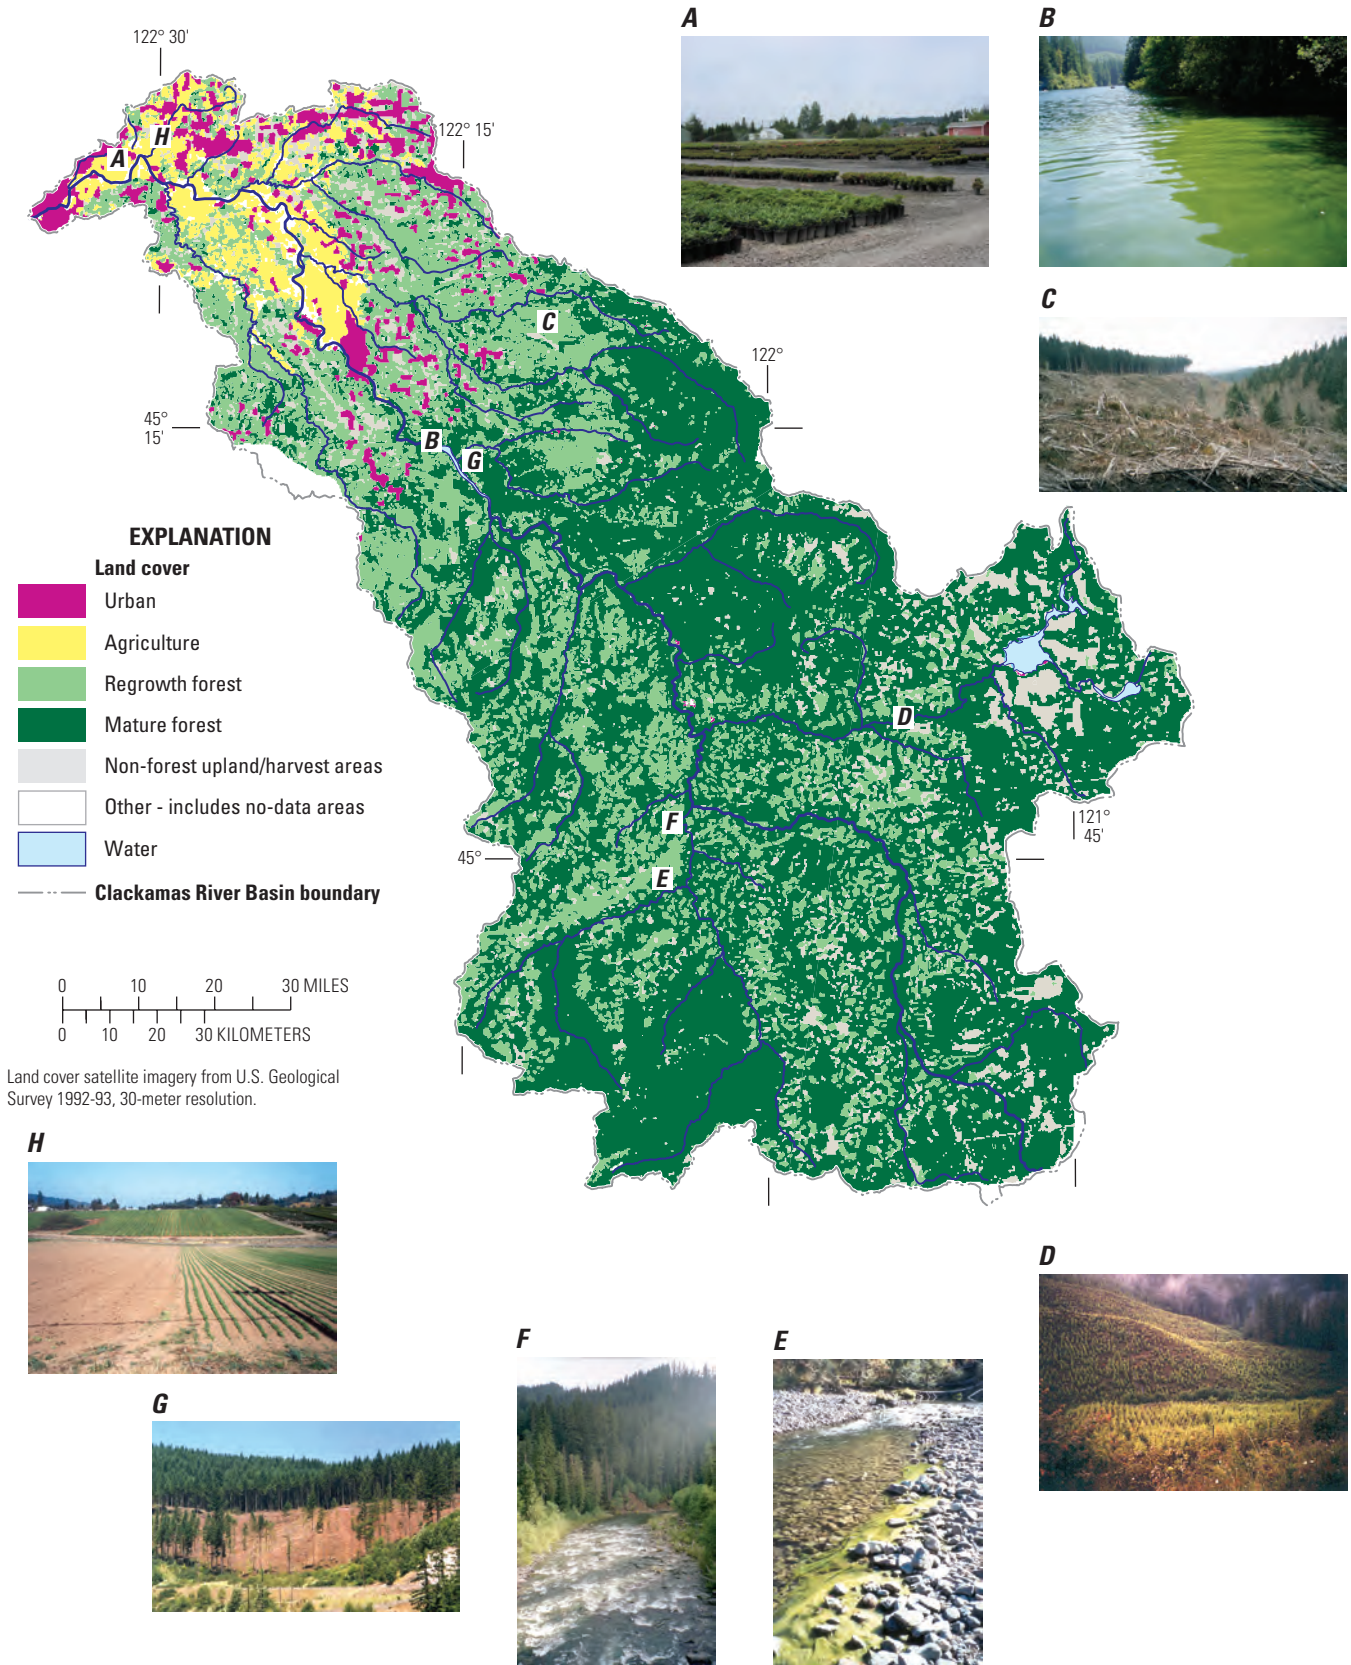 A
B
122° 30'
122° 15'
H
A
C
C
122°
45°
15'
B
G
EXPLANATION
Land cover
Urban
Agriculture
Regrowth forest
Mature forest
Non-forest upland/harvest areas
Other - includes no-data areas
Water
Clackamas River Basin boundary
D
F
121°
45'
45°
E
0 10 20 30 MILES
0 10 20 30 KILOMETERS
Land cover satellite imagery from U.S. Geological
Survey 1992-93, 30-meter resolution.
H
D
F
E
G